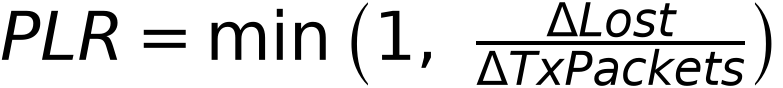 PLR = min(1, ΔLost / ΔTxPackets)